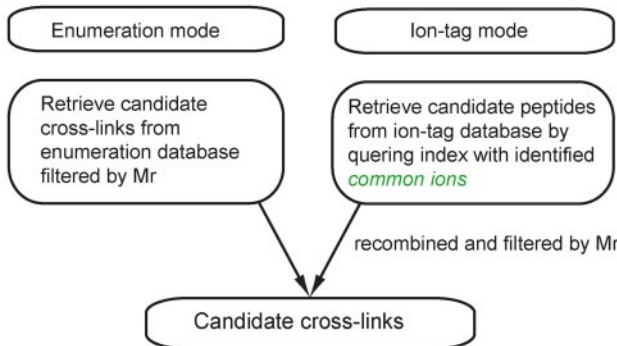 Enumeration mode
Ion-tag mode
Retrieve candidate
cross-links from
enumeration database
filtered by Mr
Retrieve candidate peptides
from ion-tag database by
quering index with identified
common ions
recombined and filtered by Mr
Candidate cross-links